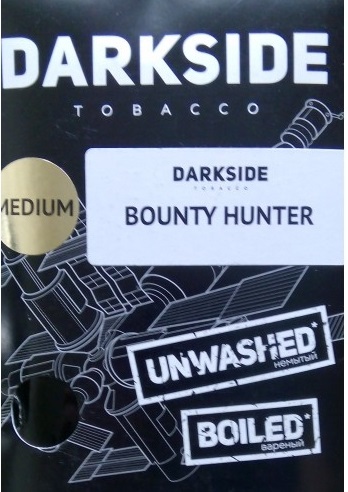 DARKSIDE
TOBACCO
MEDIUM
DARKSIDE
TOBACCO
BOUNTY HUNTER
UNWASHED*
немытый
BOILED*
вареный